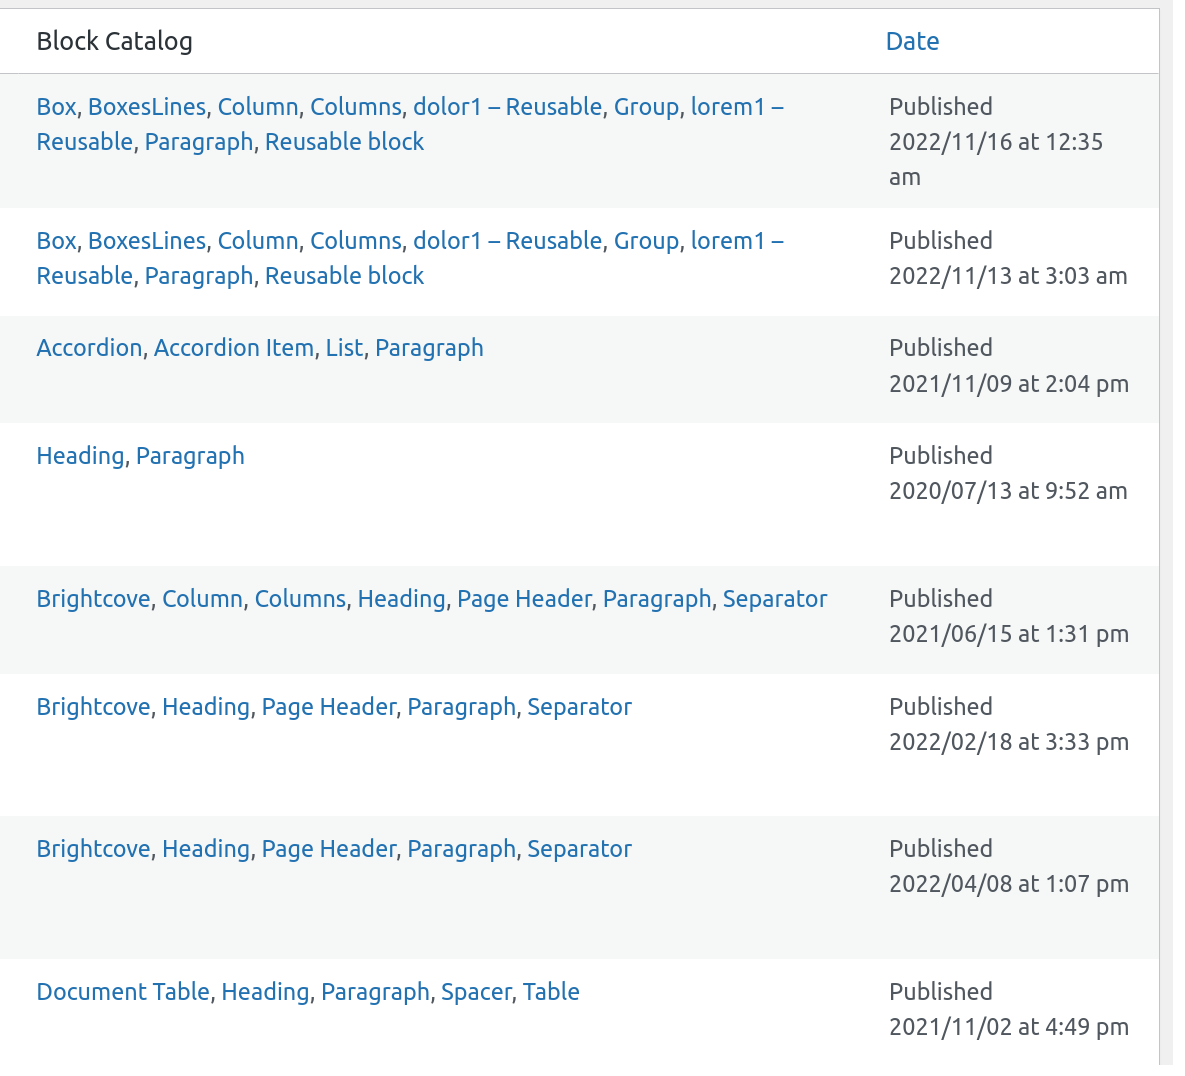 Block Catalog Date
Box, BoxesLines, Column, Columns, dolor1 – Reusable, Group, lorem1 – Published
Reusable, Paragraph, Reusable block 2022/11/16 at 12:35
am
Box, BoxesLines, Column, Columns, dolor1 – Reusable, Group, lorem1 – Published
Reusable, Paragraph, Reusable block 2022/11/13 at 3:03 am
Accordion, Accordion Item, List, Paragraph Published
2021/11/09 at 2:04 pm
Heading, Paragraph Published
2020/07/13 at 9:52 am
Brightcove, Column, Columns, Heading, Page Header, Paragraph, Separator Published
2021/06/15 at 1:31 pm
Brightcove, Heading, Page Header, Paragraph, Separator Published
2022/02/18 at 3:33 pm
Brightcove, Heading, Page Header, Paragraph, Separator Published
2022/04/08 at 1:07 pm
Document Table, Heading, Paragraph, Spacer, Table Published
2021/11/02 at 4:49 pm